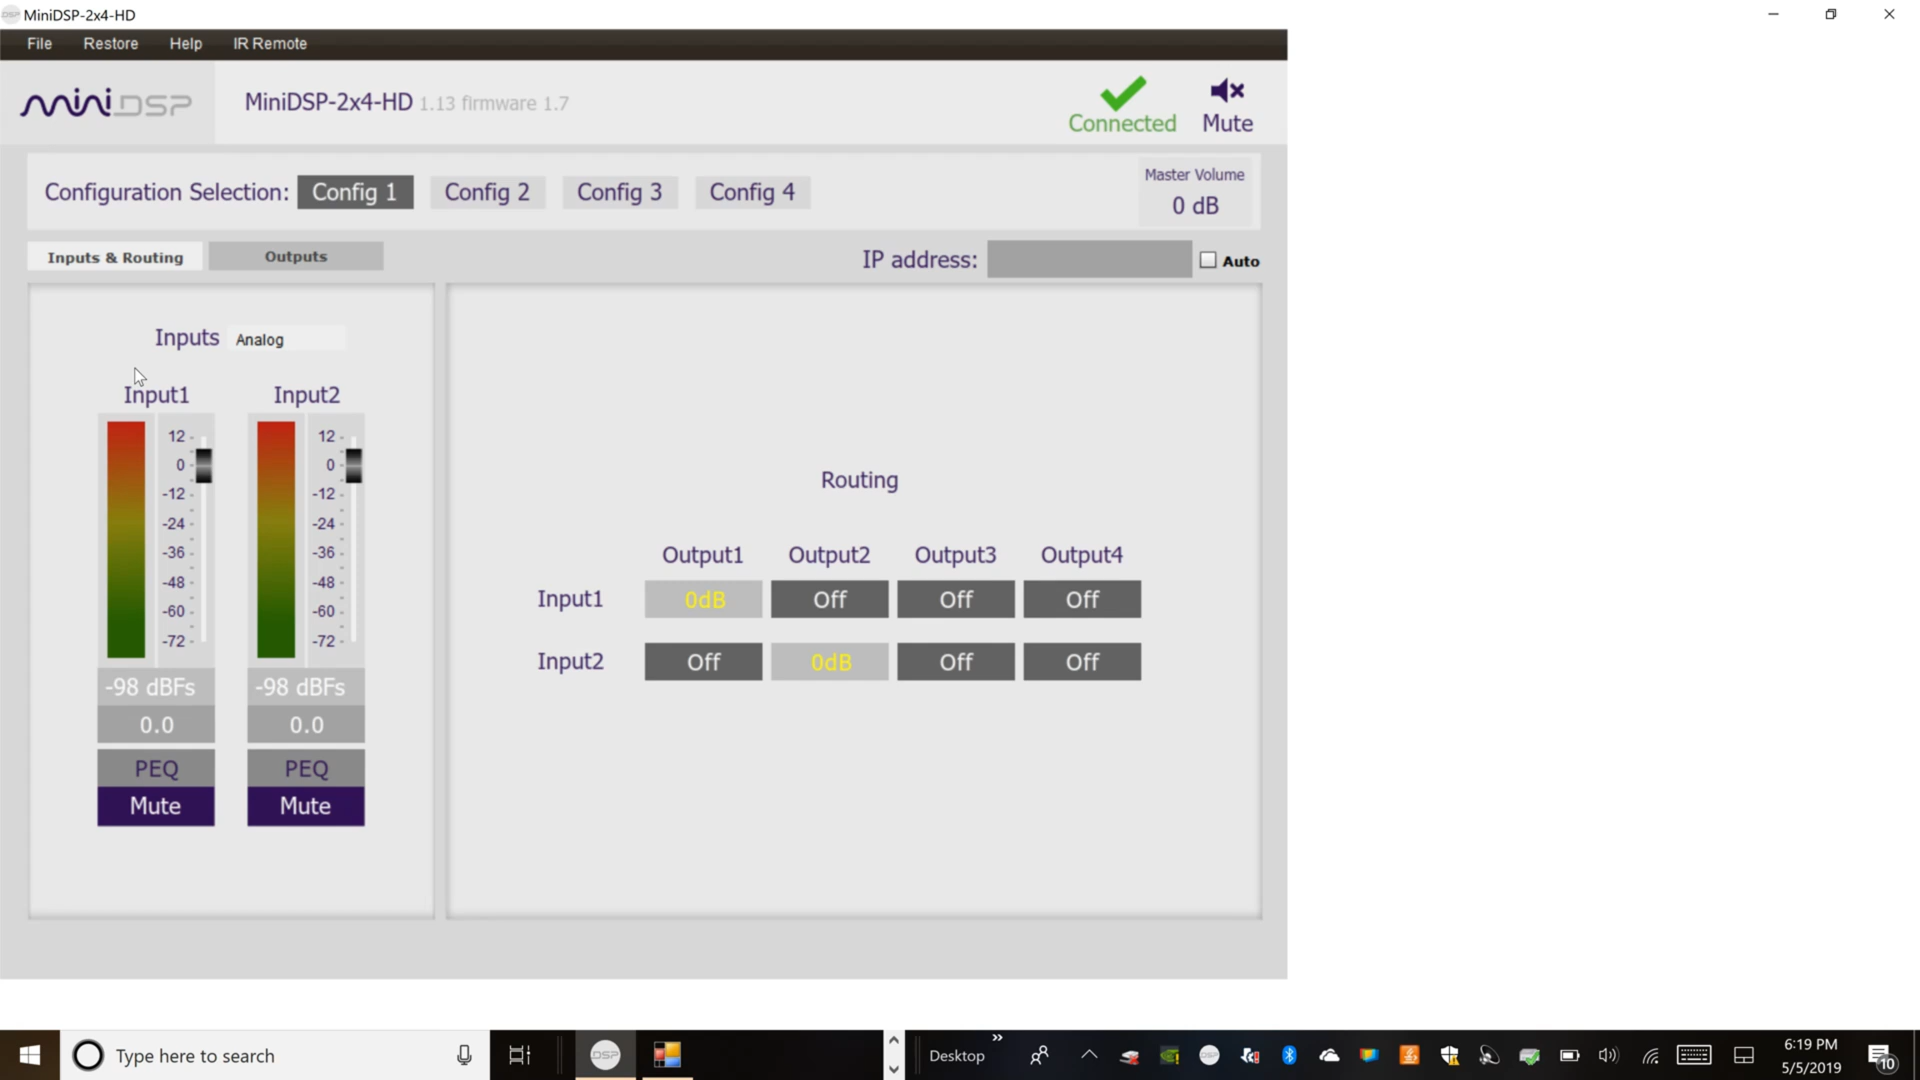 MiniDSP-2x4-HD
File Restore Help IR Remote
miniDSP MiniDSP-2x4-HD 1.13 firmware 1.7 Connected Mute
Configuration Selection: Config 1 Config 2 Config 3 Config 4 Master Volume
0 dB
Inputs & Routing Outputs IP address: Auto
Inputs Analog
Input1 Input2
12 12
0 0
-12 -12
-24 -24
-36 -36
-48 -48
-60 -60
-72 -72
-98 dBFs -98 dBFs
0.0 0.0
PEQ PEQ
Mute Mute
Routing
Output1 Output2 Output3 Output4
Input1 0dB Off Off Off
Input2 Off 0dB Off Off
Type here to search DSP Desktop 6:19 PM
5/5/2019 10